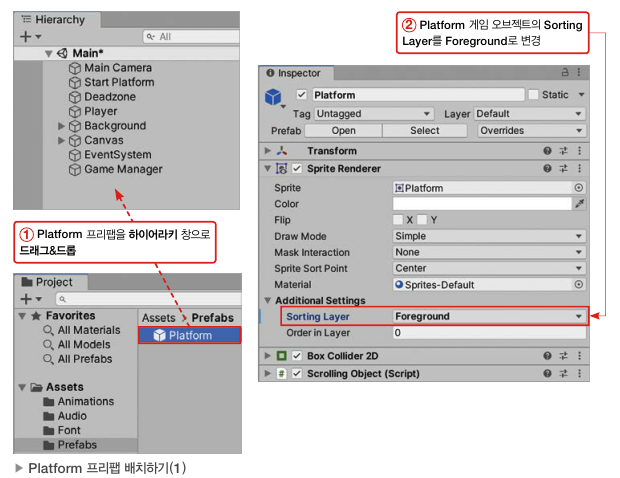 Hierarchy
All
Main*
Main Camera
Start Platform
Deadzone
Player
Background
Canvas
EventSystem
Game Manager
① Platform 프리팹을 하이어라키 창으로
드래그&드롭
Project
Favorites
All Materials
All Models
All Prefabs
Assets
Animations
Audio
Font
Prefabs
Assets > Prefabs
Platform
② Platform 게임 오브젝트의 Sorting
Layer를 Foreground로 변경
Inspector
Platform Static
Tag Untagged Layer Default
Prefab Open Select Overrides
Transform
Sprite Renderer
Sprite Platform
Color
Flip X Y
Draw Mode Simple
Mask Interaction None
Sprite Sort Point Center
Material Sprites-Default
Additional Settings
Sorting Layer Foreground
Order in Layer 0
Box Collider 2D
# Scrolling Object (Script)
▶ Platform 프리팹 배치하기(1)